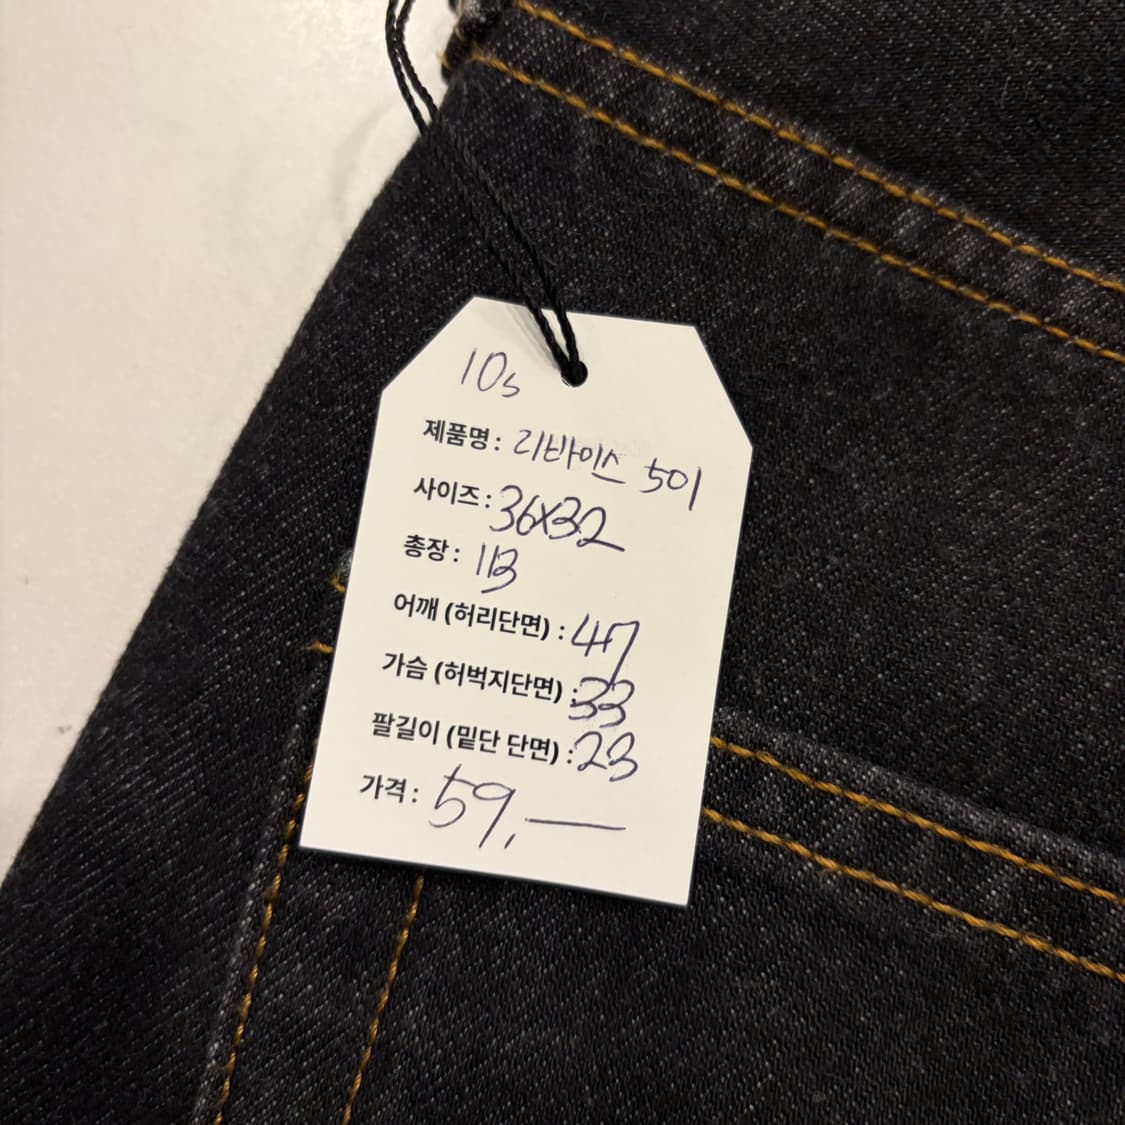 10s
제품명 : 리바이스 501
사이즈 : 36x32
총장 : 113
어깨 (허리단면) : 47
가슴 (허벅지단면) : 33
팔길이 (밑단 단면) : 23
가격 : 59,—